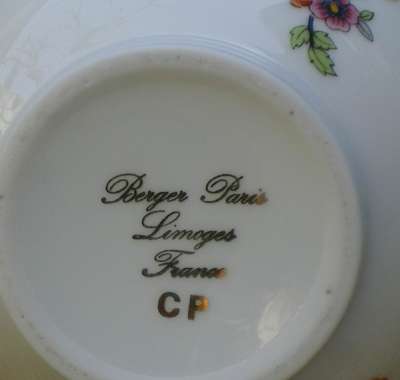 Berger Paris
Limoges
France
CP